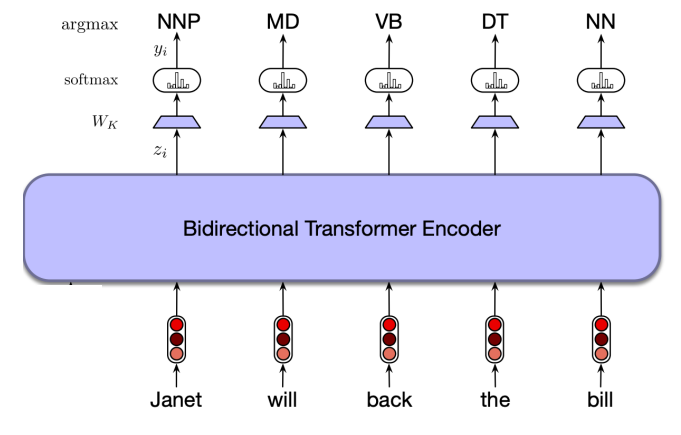 argmax NNP MD VB DT NN
y_i
softmax
W_K
z_i
Bidirectional Transformer Encoder
Janet will back the bill